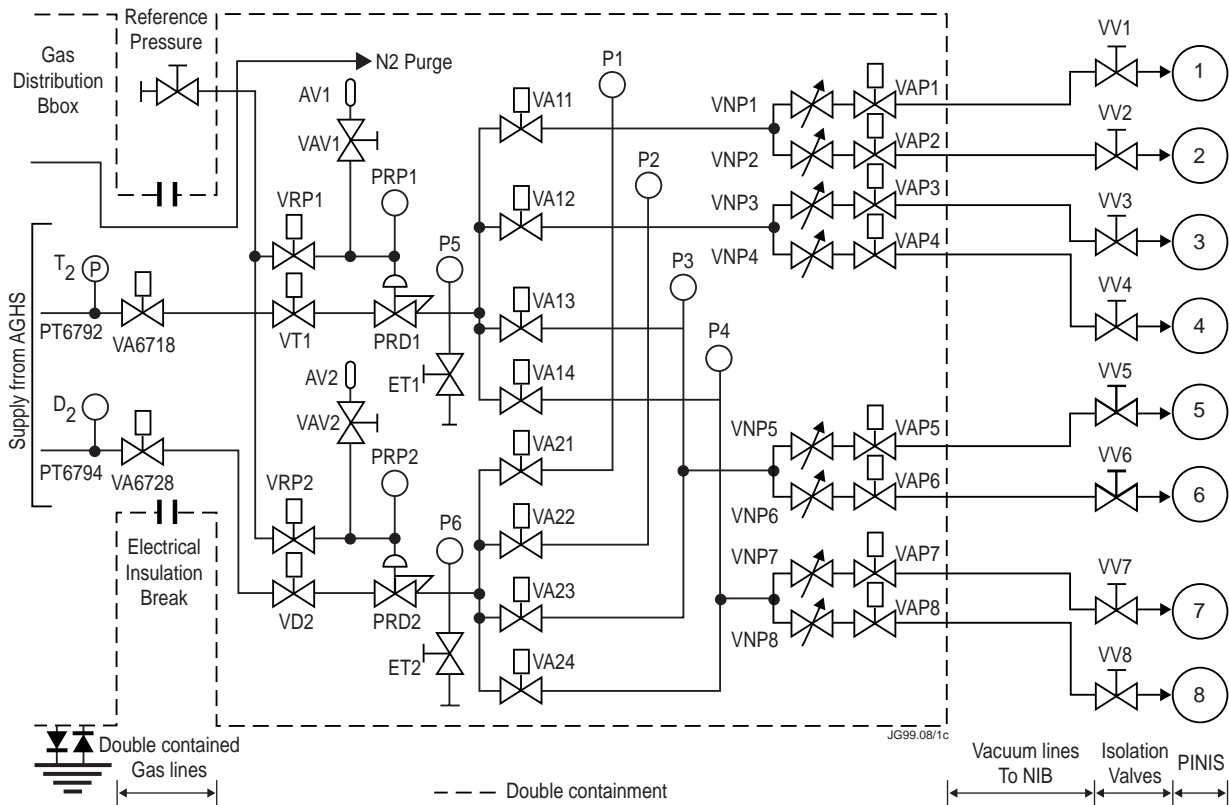 Reference
Pressure
Gas
Distribution
Bbox
N2 Purge
AV1
VAV1
VRP1
PRP1
P5
VA11
VA12
VA13
VA14
P1
P2
P3
P4
VNP1
VNP2
VNP3
VNP4
VAP1
VAP2
VAP3
VAP4
VV1
VV2
VV3
VV4
1
2
3
4
Supply frrom AGHS
T2
P
PT6792
VA6718
VT1
PRD1
ET1
D2
PT6794
VA6728
AV2
VAV2
VRP2
PRP2
P6
VD2
PRD2
ET2
VA21
VA22
VA23
VA24
VNP5
VNP6
VNP7
VNP8
VAP5
VAP6
VAP7
VAP8
VV5
VV6
VV7
VV8
5
6
7
8
Electrical
Insulation
Break
JG99.08/1c
Double contained
Gas lines
Double containment
Vacuum lines
To NIB
Isolation
Valves
PINIS